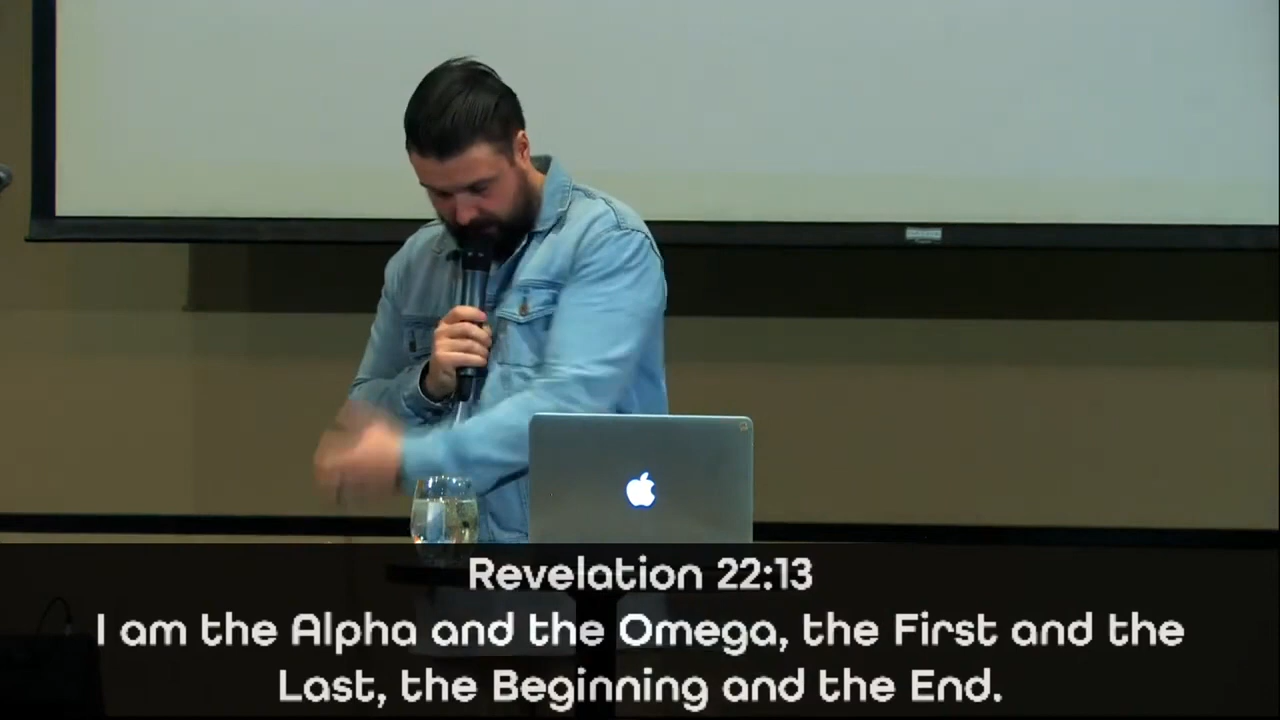 Revelation 22:13
I am the Alpha and the Omega, the First and the
Last, the Beginning and the End.